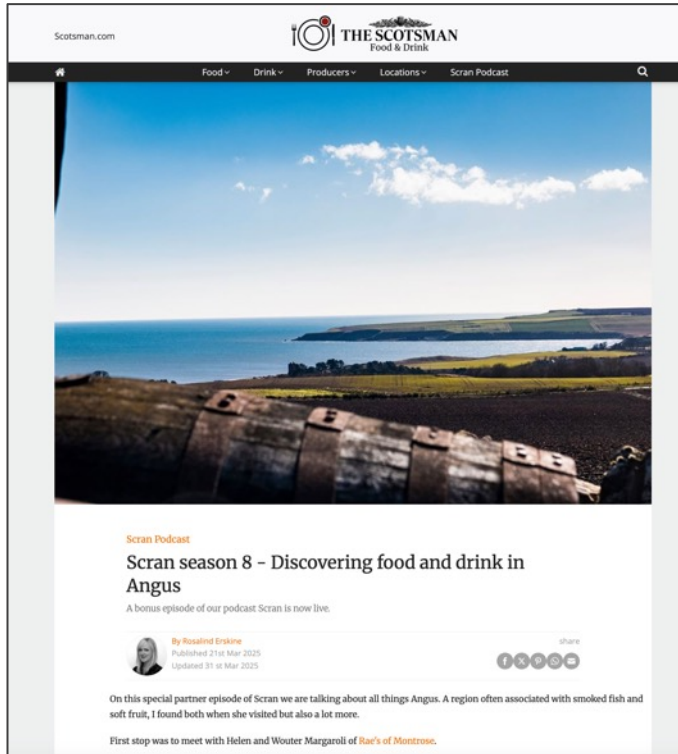 Scotsman.com
THE SCOTSMAN
Food & Drink
Food
Drink
Producers
Locations
Scran Podcast
Scran Podcast
Scran season 8 - Discovering food and drink in
Angus
A bonus episode of our podcast Scran is now live.
By Rosalind Erskine
share
Published 21st Mar 2025
Updated 31 st Mar 2025
On this special partner episode of Scran we are talking about all things Angus. A region often associated with smoked fish and
soft fruit, I found both when she visited but also a lot more.
First stop was to meet with Helen and Wouter Margaroli of Rae's of Montrose.